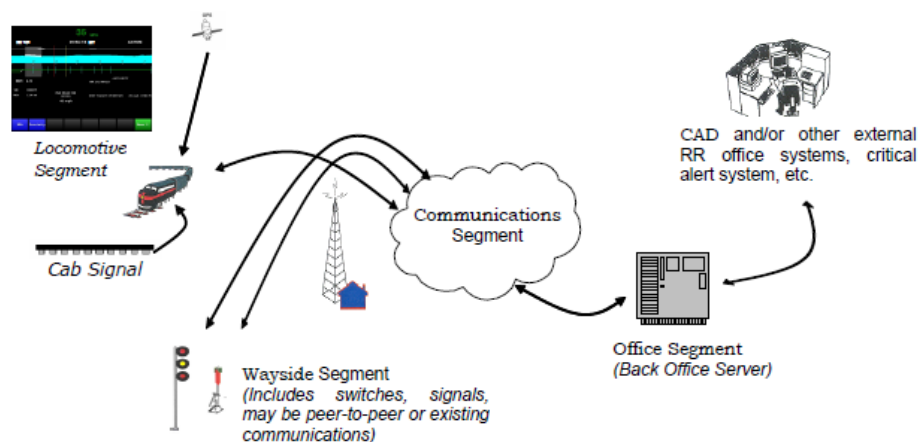 Locomotive
Segment
Cab Signal
Communications
Segment
CAD and/or other external
RR office systems, critical
alert system, etc.
Office Segment
(Back Office Server)
Wayside Segment
(Includes switches, signals,
may be peer-to-peer or existing
communications)